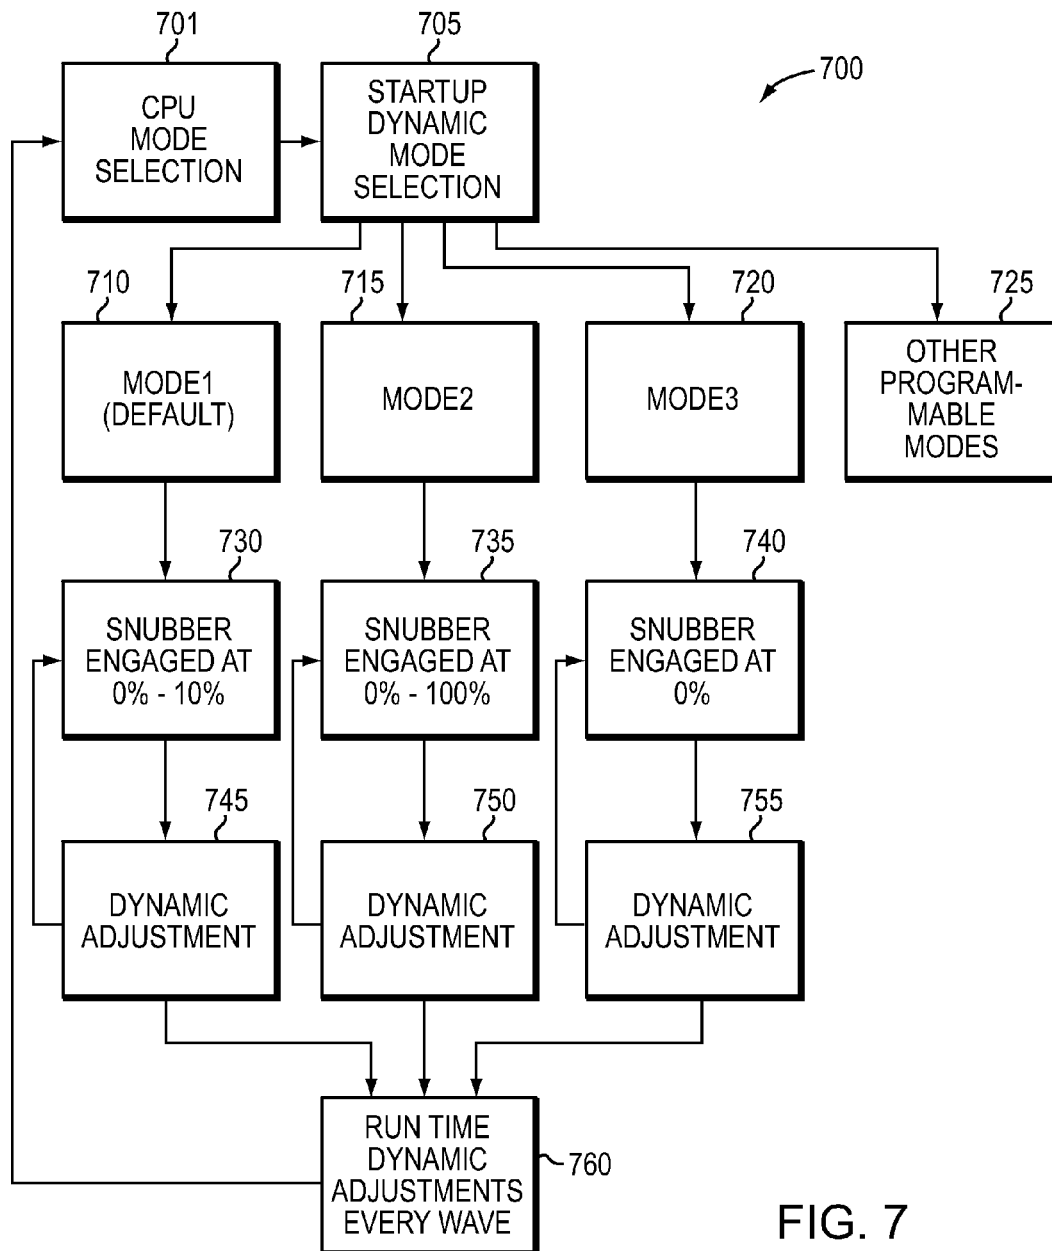 701
705
700
CPU
MODE
SELECTION
STARTUP
DYNAMIC
MODE
SELECTION
710
715
720
725
MODE1
(DEFAULT)
MODE2
MODE3
OTHER
PROGRAM-
MABLE
MODES
730
735
740
SNUBBER
ENGAGED AT
0% - 10%
SNUBBER
ENGAGED AT
0% - 100%
SNUBBER
ENGAGED AT
0%
745
750
755
DYNAMIC
ADJUSTMENT
DYNAMIC
ADJUSTMENT
DYNAMIC
ADJUSTMENT
RUN TIME
DYNAMIC
ADJUSTMENTS
EVERY WAVE
760
FIG. 7